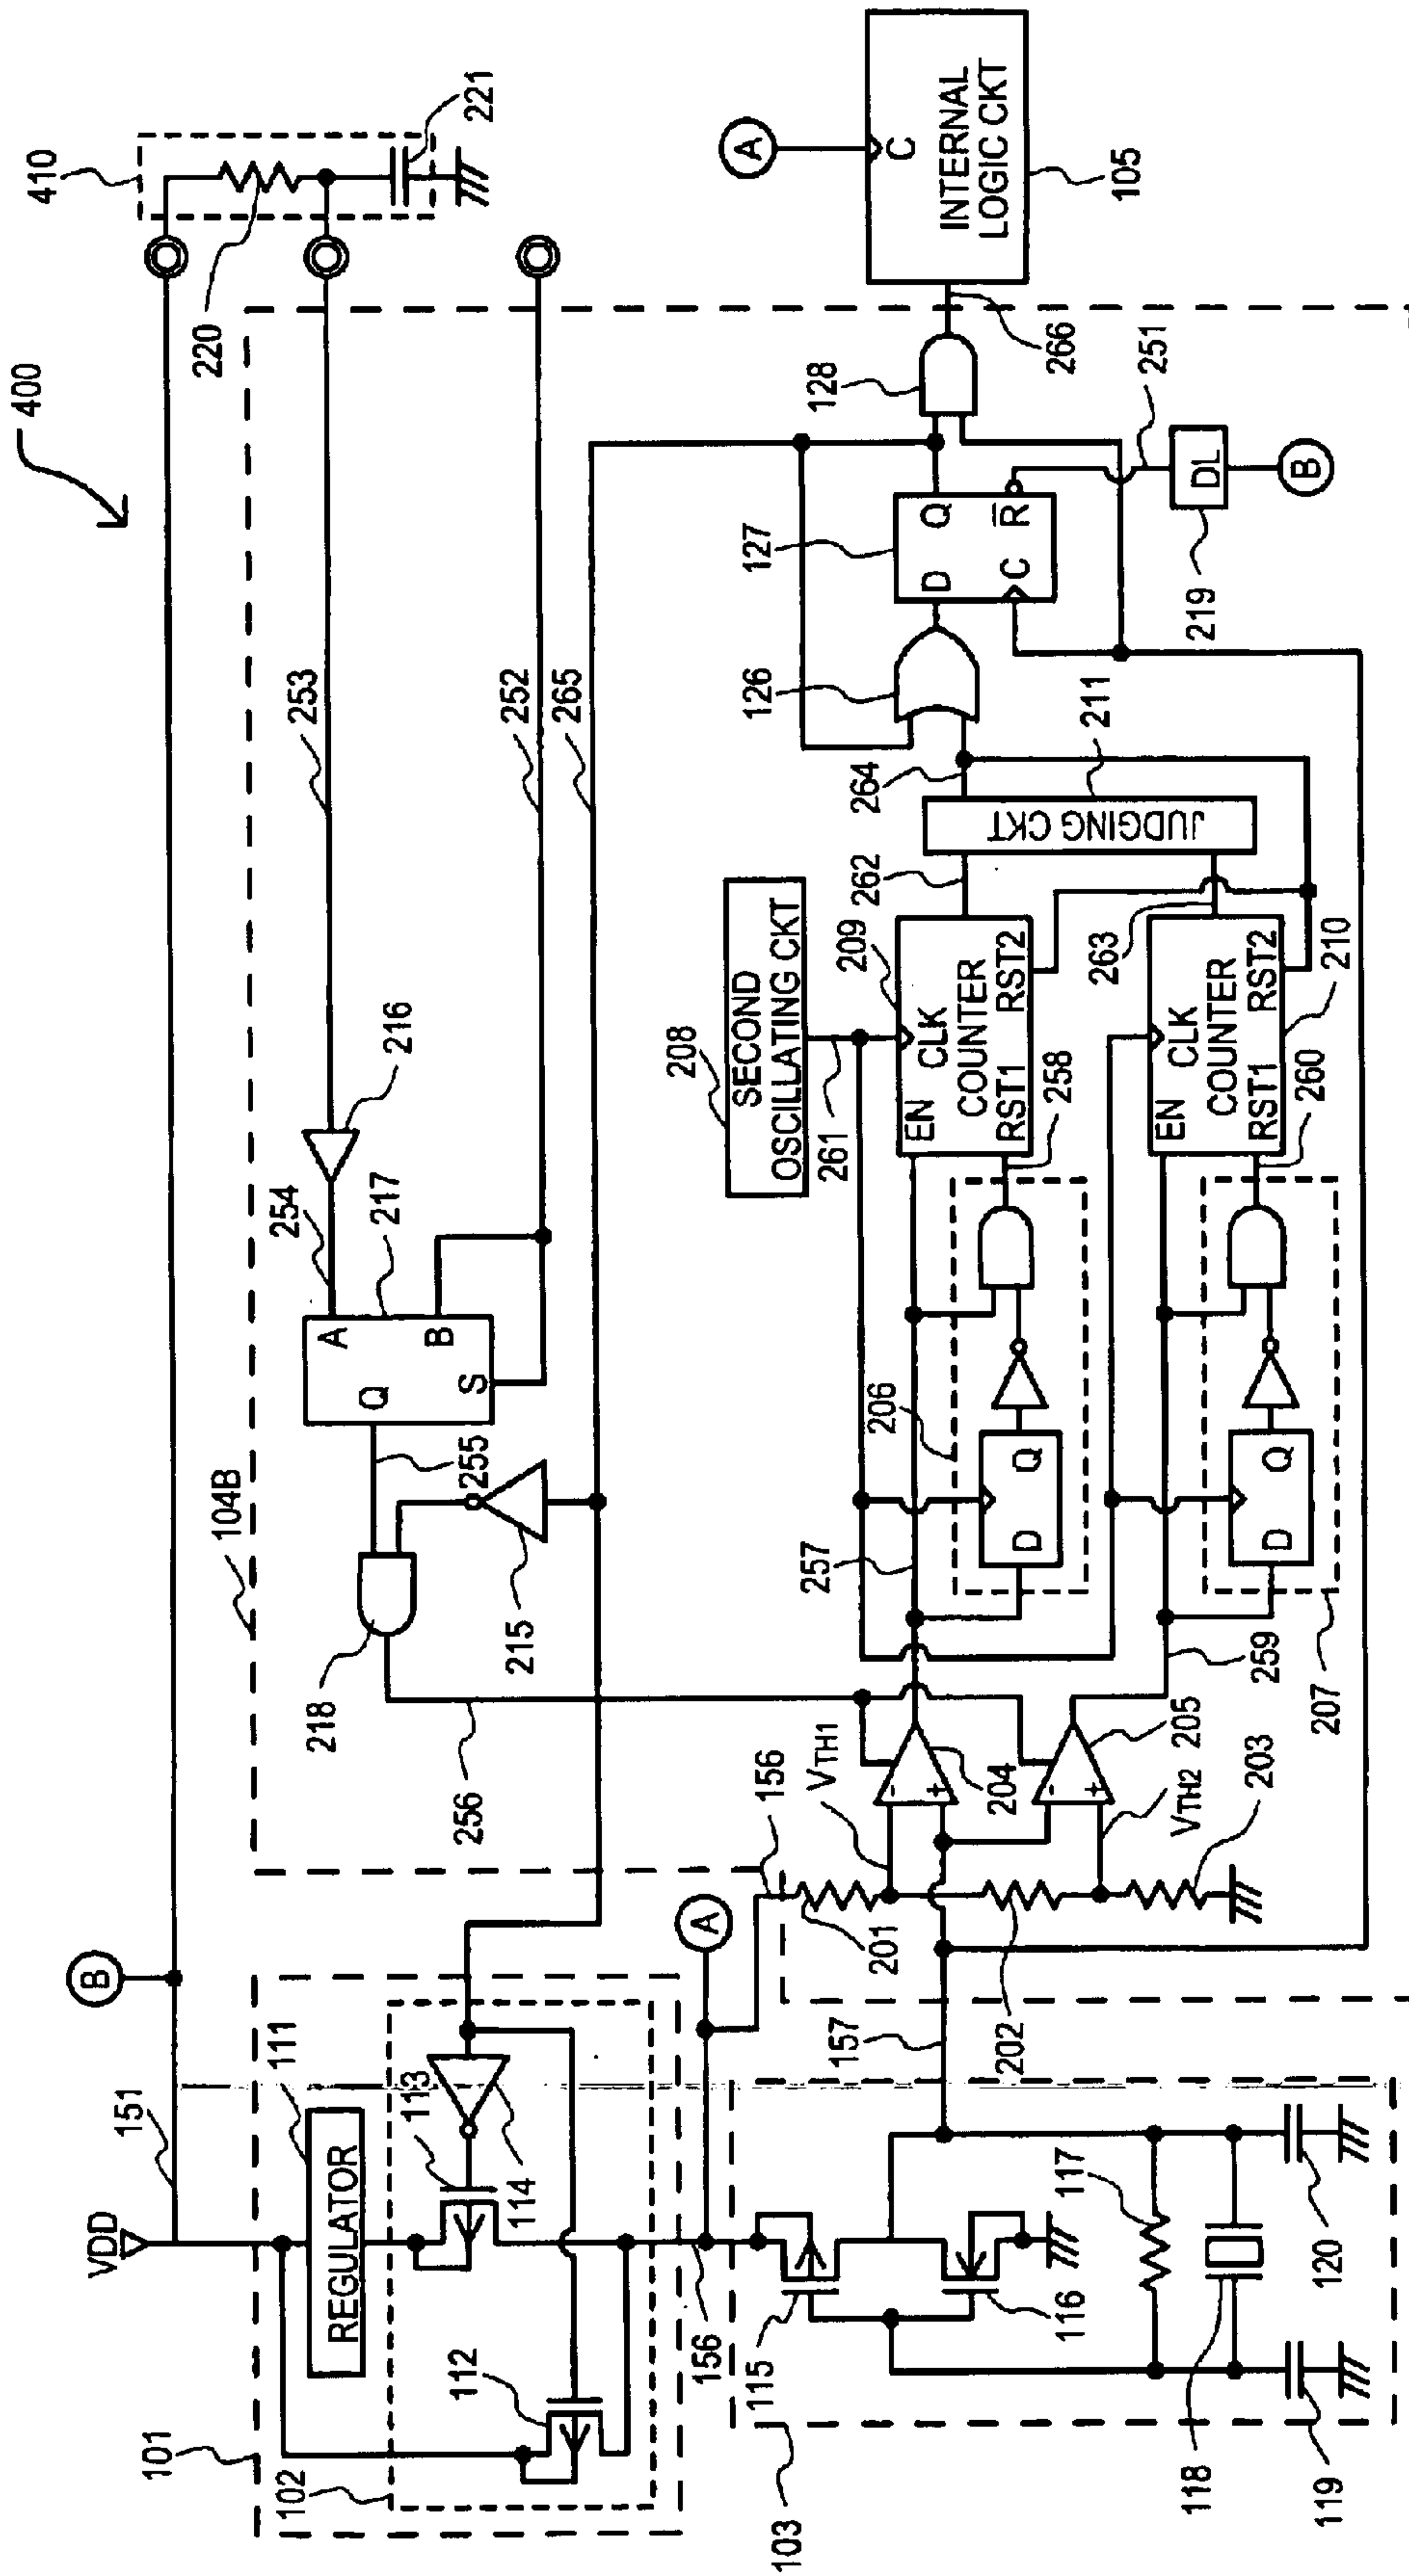 400
410
220
221
104B
253
252
265
216
254
217
A
B
Q
S
255
215
218
256
B
VDD
151
101
102
111
REGULATOR
112
113
114
156
A
103
115
116
117
118
119
120
157
156
201
202
203
VTH1
VTH2
204
205
257
259
206
207
D
Q
D
Q
208
SECOND
OSCILLATING CKT
261
209
EN
CLK
COUNTER
RST1
RST2
258
210
EN
CLK
COUNTER
RST1
RST2
260
262
263
211
JUDGING CKT
264
126
127
D
Q
C
R
128
266
251
DL
219
B
A
C
INTERNAL
LOGIC CKT
105